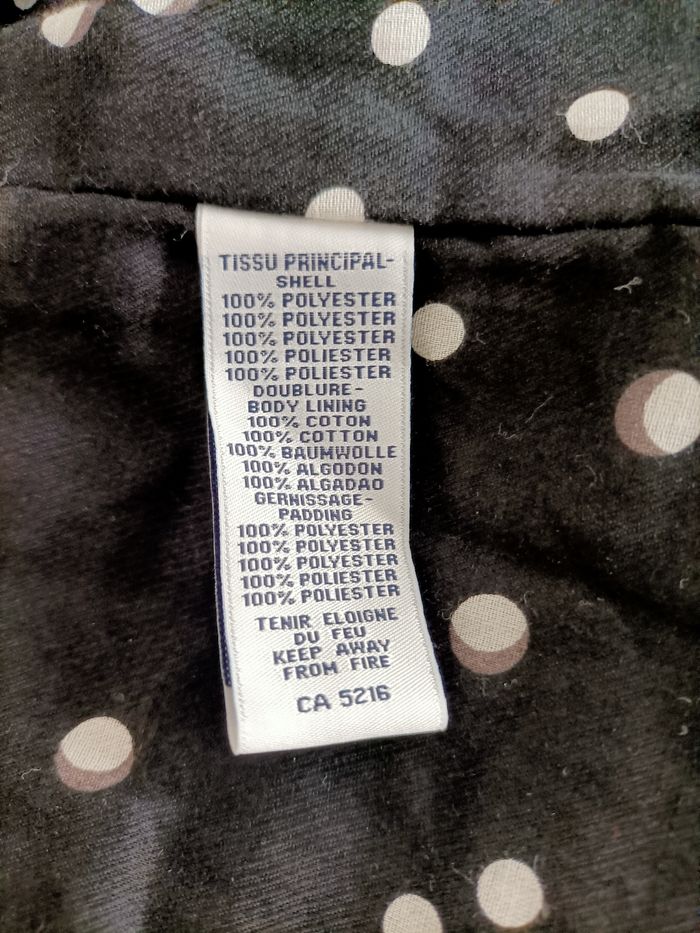 TISSU PRINCIPAL-
SHELL
100% POLYESTER
100% POLYESTER
100% POLYESTER
100% POLIESTER
100% POLIESTER
DOUBLURE-
BODY LINING
100% COTON
100% COTTON
100% BAUMWOLLE
100% ALGODON
100% ALGADAO
GERNISSAGE-
PADDING
100% POLYESTER
100% POLYESTER
100% POLYESTER
100% POLIESTER
100% POLIESTER
TENIR ELOIGNE
DU FEU
KEEP AWAY
FROM FIRE
CA 5216